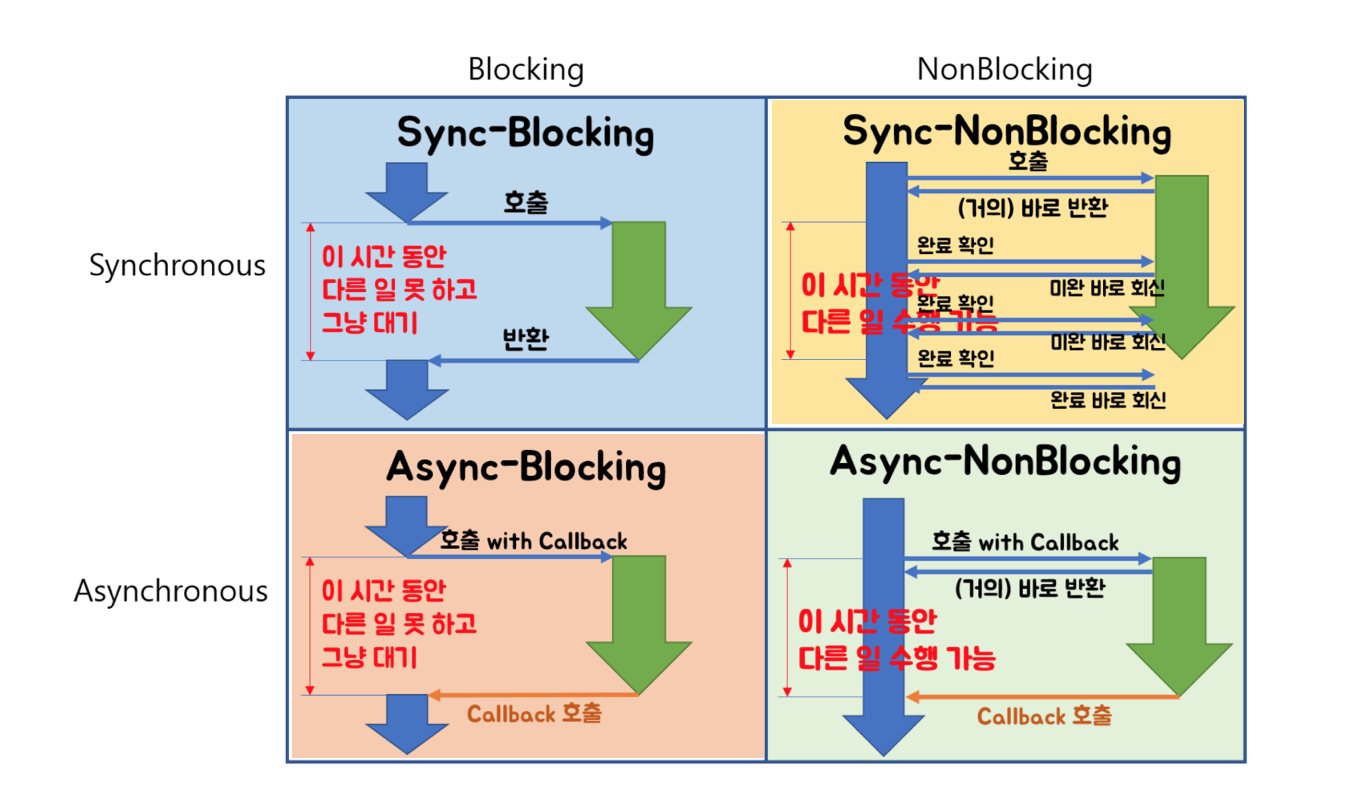 Blocking
NonBlocking
Synchronous
Asynchronous
Sync-Blocking
호출
이 시간 동안
다른 일 못 하고
그냥 대기
반환
Sync-NonBlocking
호출
(거의) 바로 반환
완료 확인
이 시간 동안
미완 바로 회신
완료 확인
다른 일 수행 가능
미완 바로 회신
완료 확인
완료 바로 회신
Async-Blocking
호출 with Callback
이 시간 동안
다른 일 못 하고
그냥 대기
Callback 호출
Async-NonBlocking
호출 with Callback
(거의) 바로 반환
이 시간 동안
다른 일 수행 가능
Callback 호출